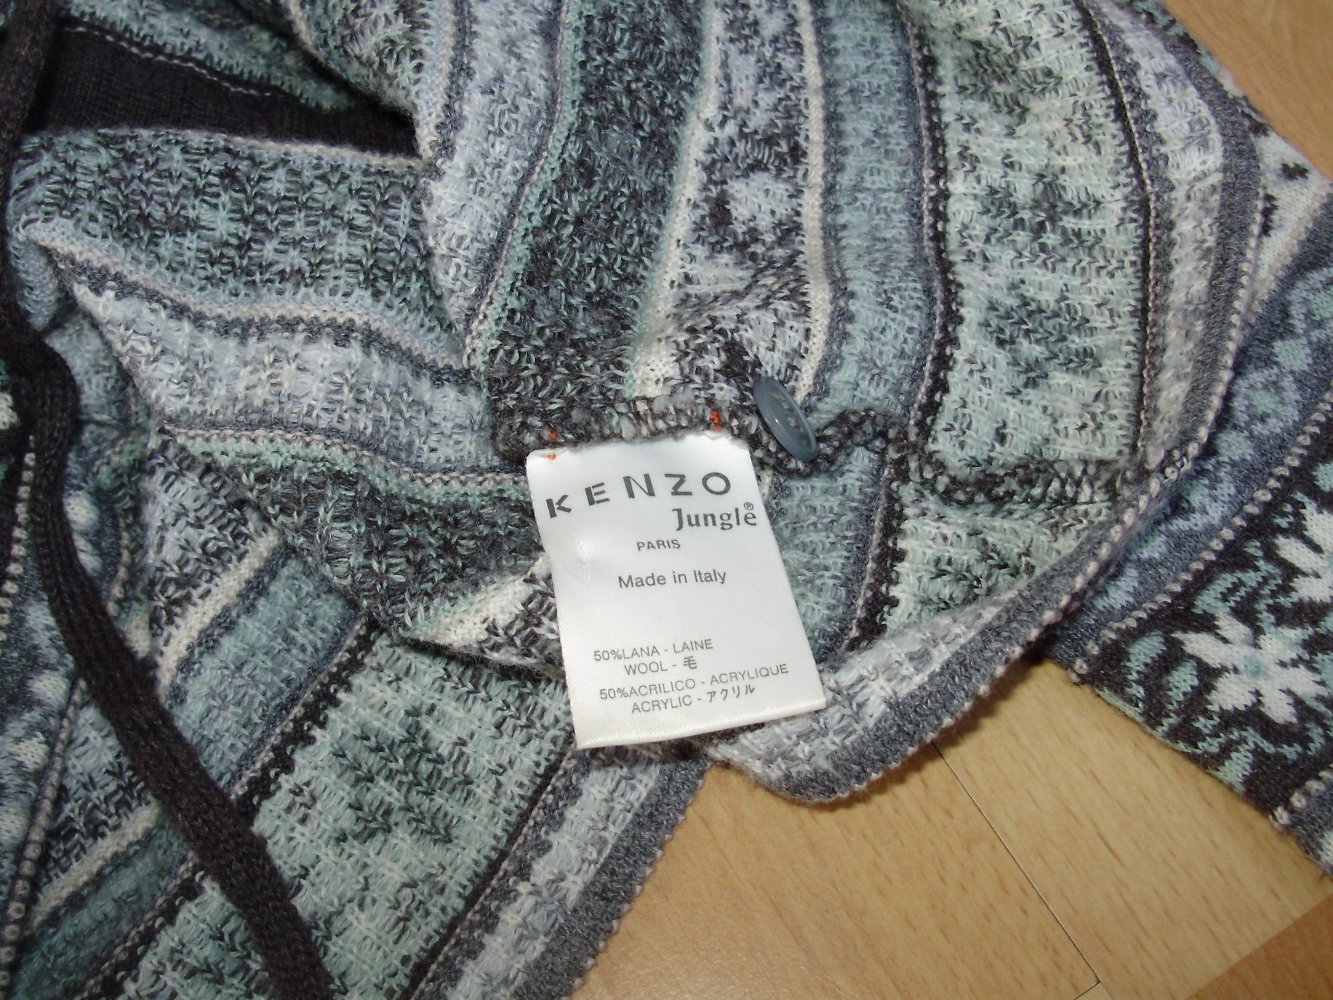 KENZO
Jungle®
PARIS
Made in Italy
50%LANA - LAINE
WOOL - 毛
50%ACRILICO - ACRYLIQUE
ACRYLIC - アクリル